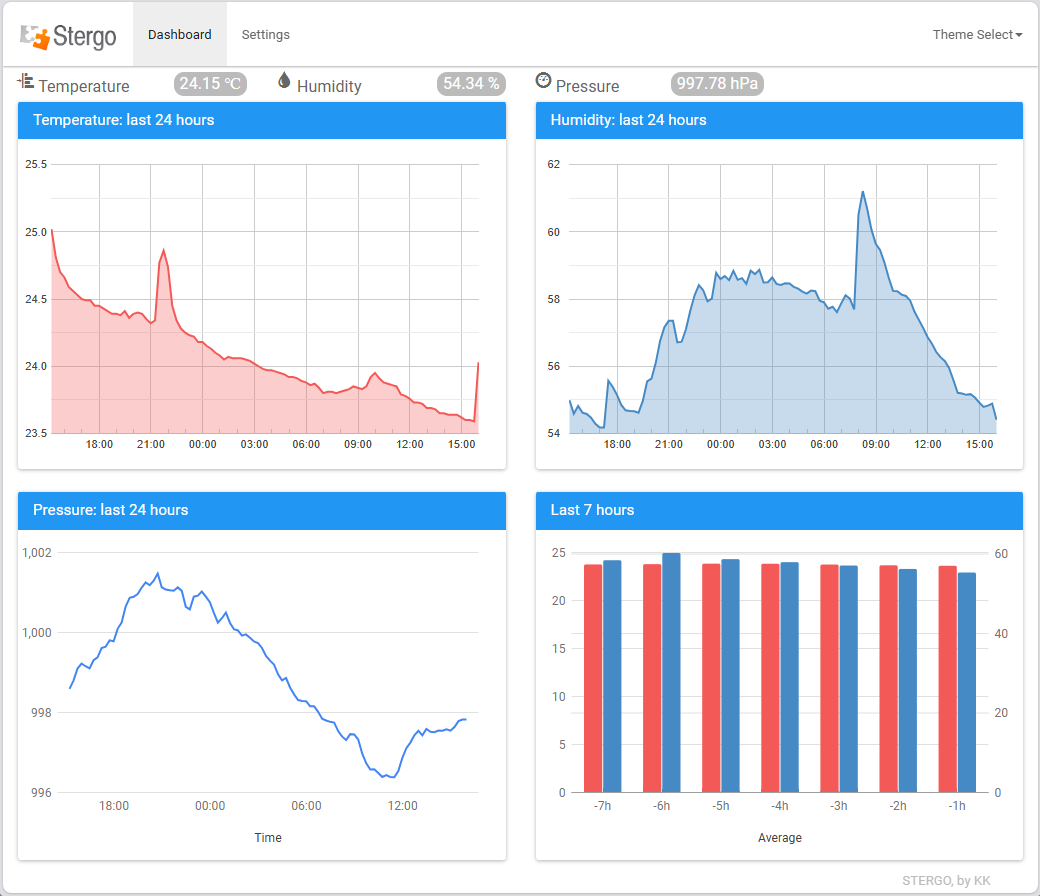 Stergo Dashboard Settings Theme Select
Temperature 24.15 °C Humidity 54.34 % Pressure 997.78 hPa
Temperature: last 24 hours
25.5
25.0
24.5
24.0
23.5
18:00 21:00 00:00 03:00 06:00 09:00 12:00 15:00
Humidity: last 24 hours
62
60
58
56
54
18:00 21:00 00:00 03:00 06:00 09:00 12:00 15:00
Pressure: last 24 hours
1,002
1,000
998
996
18:00 00:00 06:00 12:00
Time
Last 7 hours
25 60
20
15 40
10
20
5
0 0
-7h -6h -5h -4h -3h -2h -1h
Average
STERGO, by KK